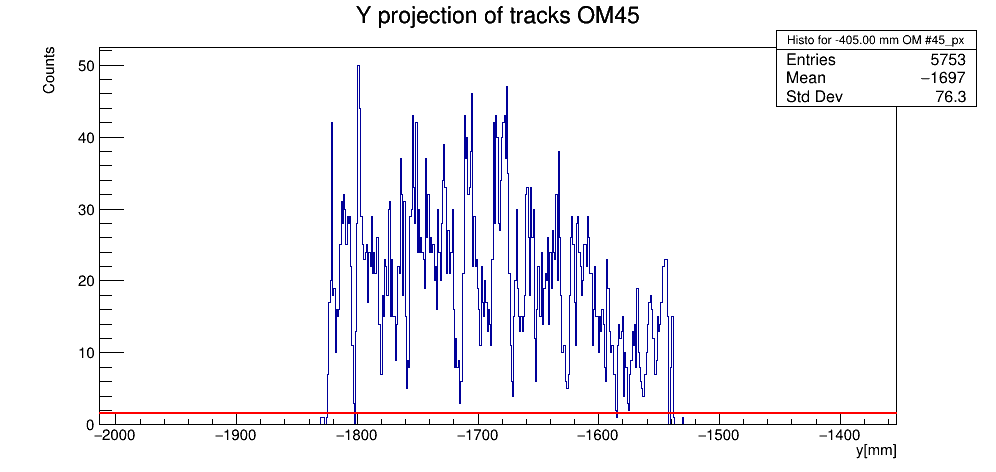 Y projection of tracks OM45
Histo for -405.00 mm OM #45_px
Entries 5753
Mean −1697
Std Dev 76.3
Counts
50
40
30
20
10
0
−2000 −1900 −1800 −1700 −1600 −1500 −1400
y[mm]